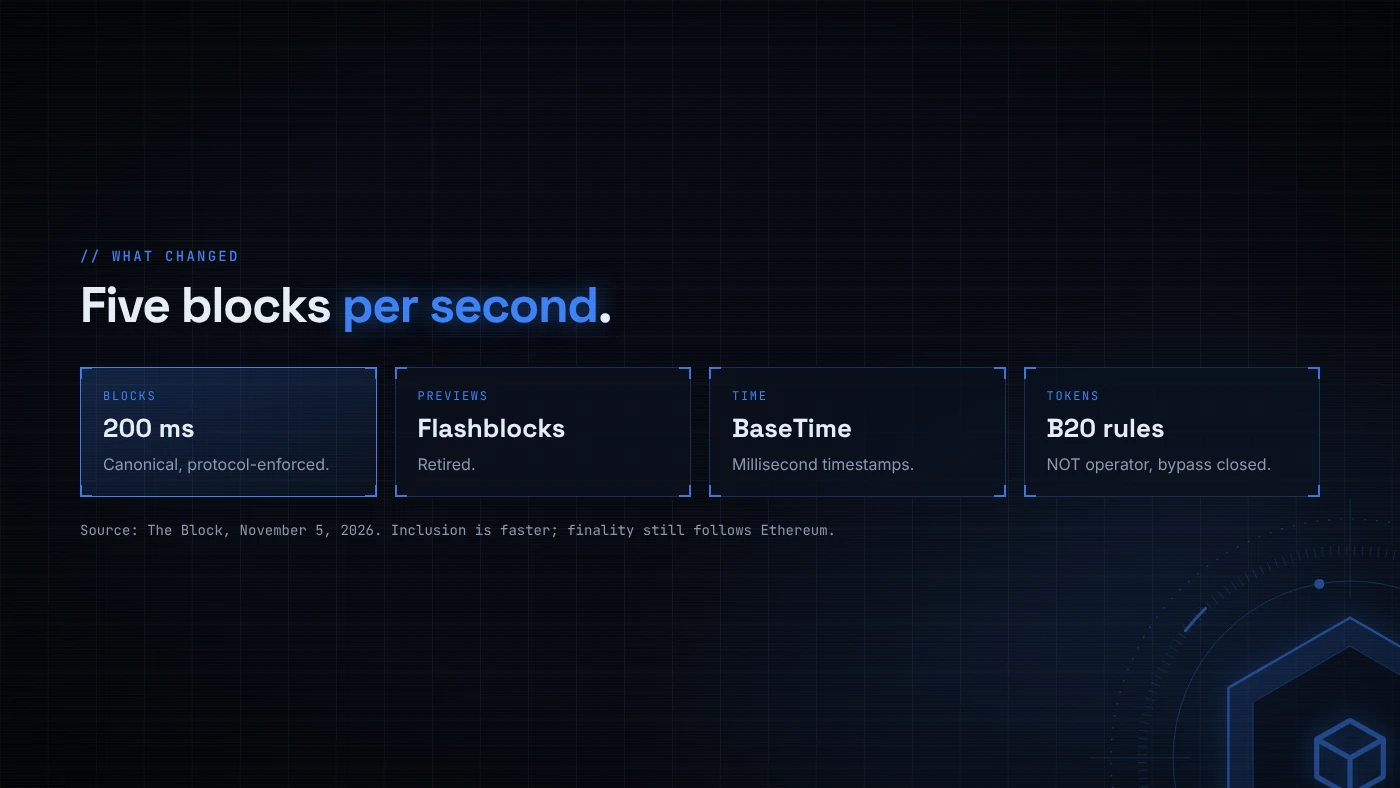 // WHAT CHANGED
Five blocks per second.
BLOCKS
200 ms
Canonical, protocol-enforced.
PREVIEWS
Flashblocks
Retired.
TIME
BaseTime
Millisecond timestamps.
TOKENS
B20 rules
NOT operator, bypass closed.
Source: The Block, November 5, 2026. Inclusion is faster; finality still follows Ethereum.